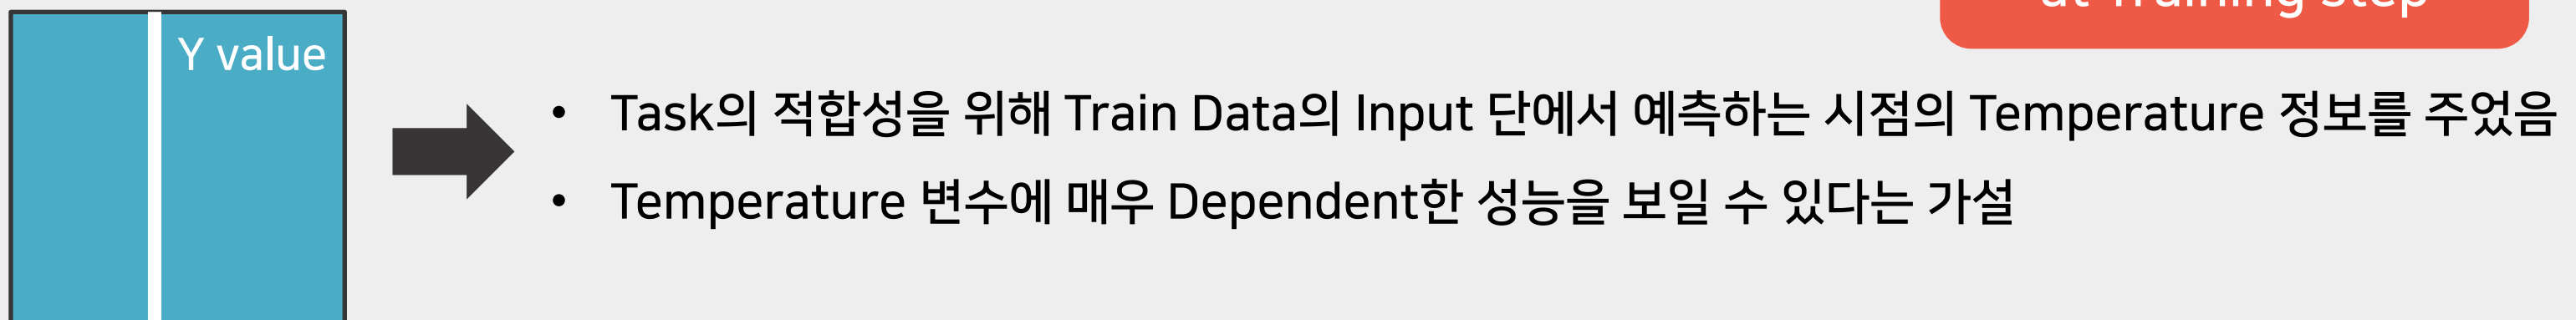 at Training step
Y value
• Task의 적합성을 위해 Train Data의 Input 단에서 예측하는 시점의 Temperature 정보를 주었음
• Temperature 변수에 매우 Dependent한 성능을 보일 수 있다는 가설